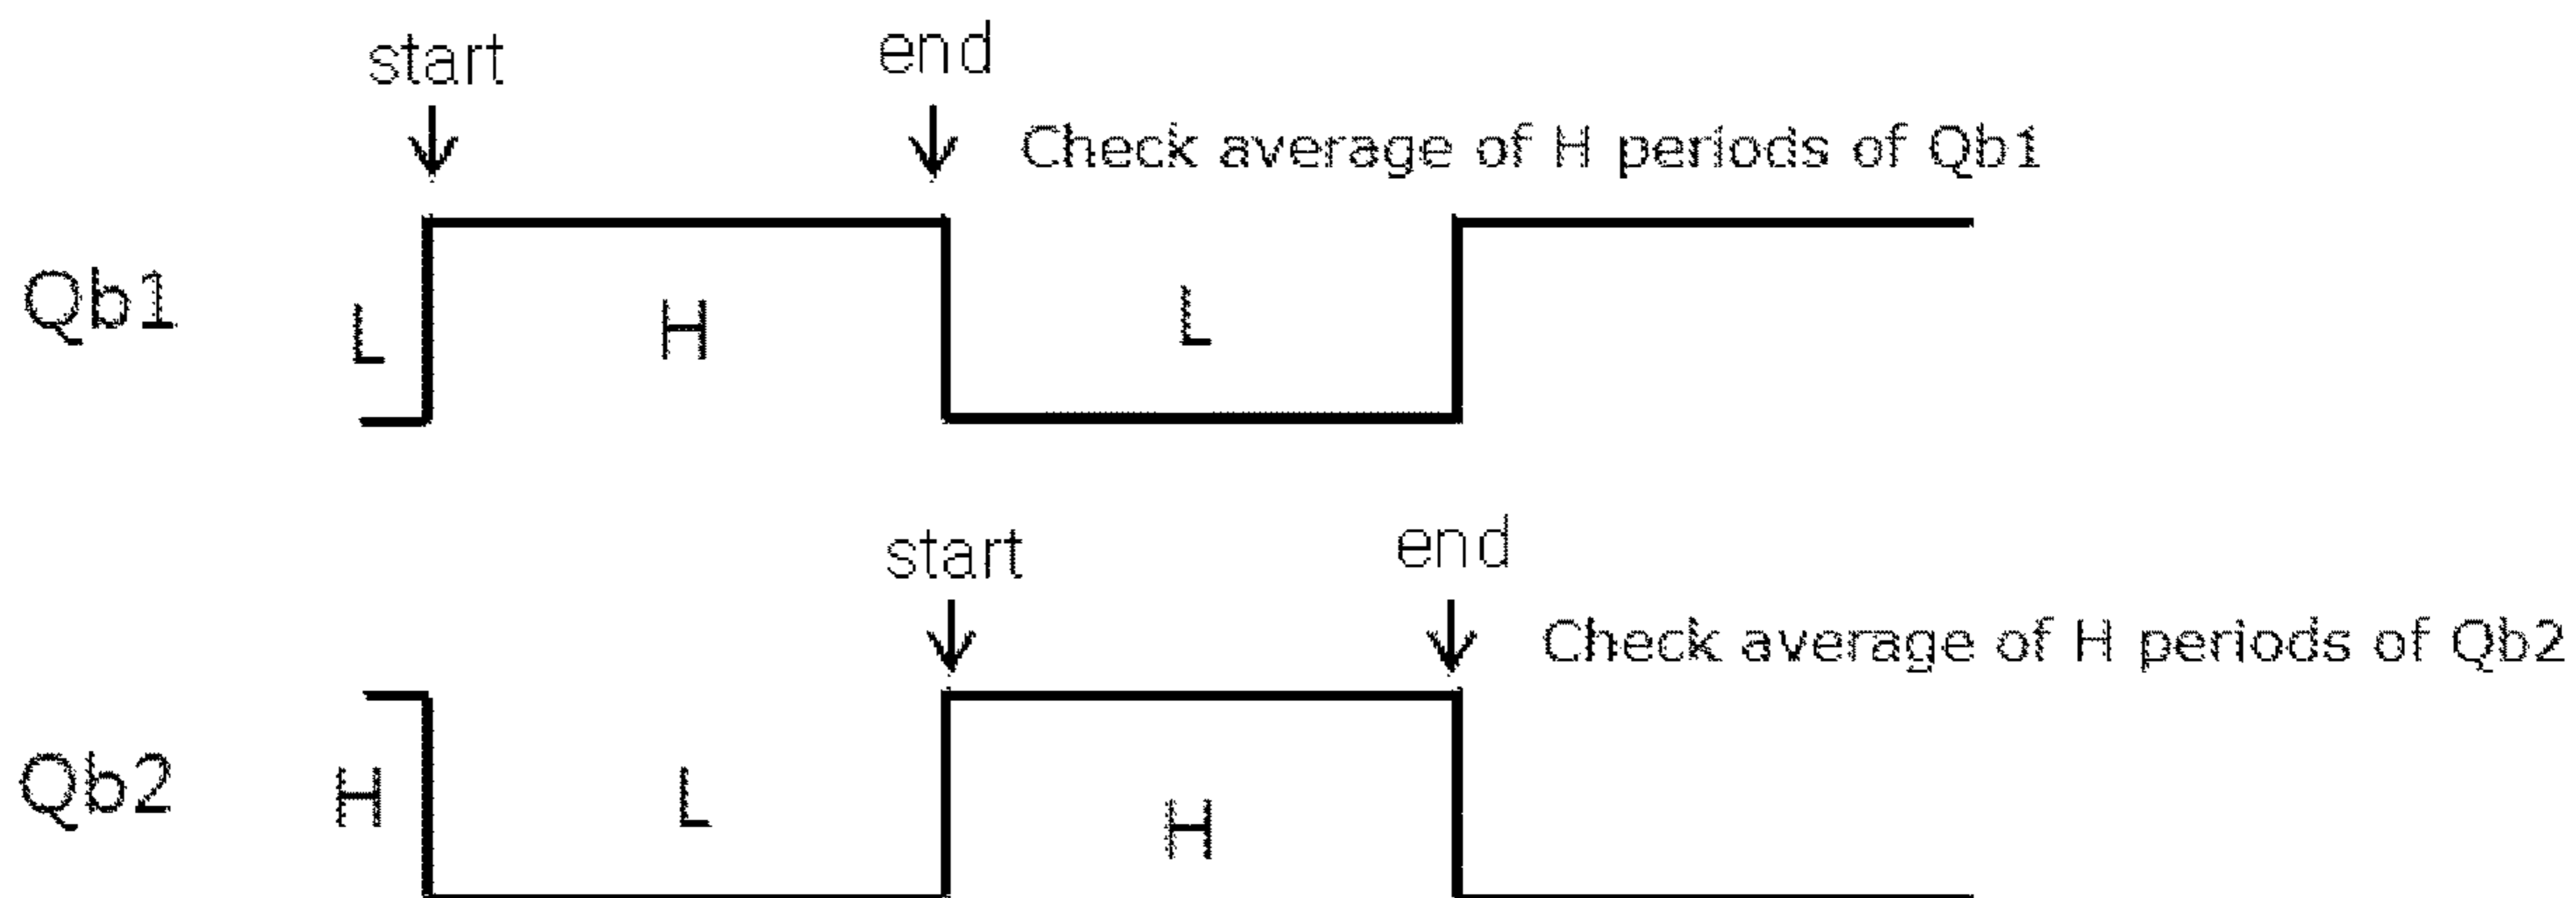 start end
Check average of H periods of Qb1
Qb1 L H L
start end
Check average of H periods of Qb2
Qb2 H L H